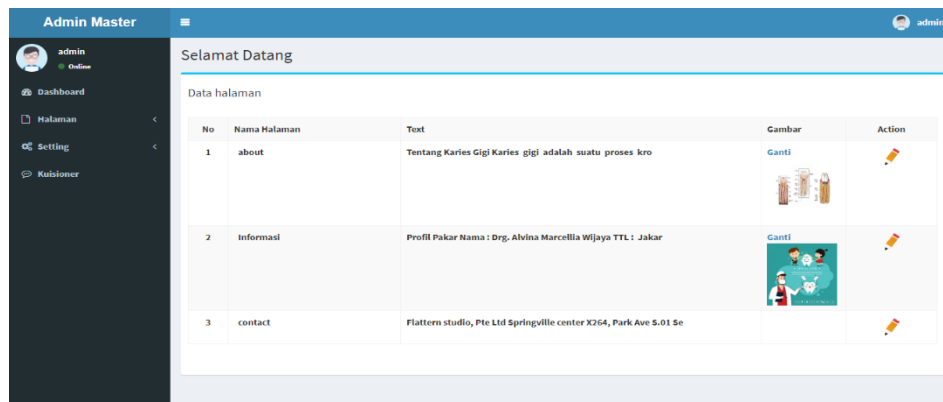 Admin Master
admin
admin
Online
Selamat Datang
Dashboard
Data halaman
Halaman
Setting
Kuisioner
No Nama Halaman Text Gambar Action
1 about Tentang Karies Gigi Karies gigi adalah suatu proses kro Ganti
2 Informasi Profil Pakar Nama : Drg. Alvina Marcellia Wijaya TTL : Jakar Ganti
3 contact Flattern studio, Pte Ltd Springville center X264, Park Ave S.01 Se